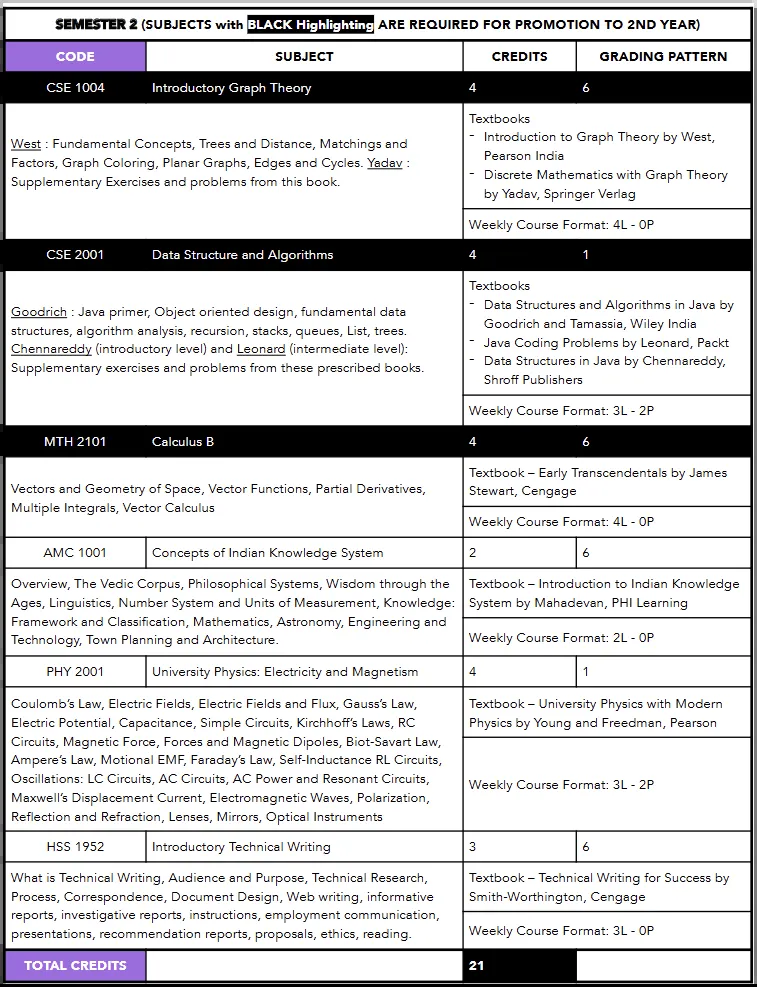 SEMESTER 2 (SUBJECTS with BLACK Highlighting ARE REQUIRED FOR PROMOTION TO 2ND YEAR)
CODE SUBJECT CREDITS GRADING PATTERN
CSE 1004 Introductory Graph Theory 4 6
West : Fundamental Concepts, Trees and Distance, Matchings and
Factors, Graph Coloring, Planar Graphs, Edges and Cycles. Yadav :
Supplementary Exercises and problems from this book.
Textbooks
- Introduction to Graph Theory by West,
Pearson India
- Discrete Mathematics with Graph Theory
by Yadav, Springer Verlag
Weekly Course Format: 4L - 0P
CSE 2001 Data Structure and Algorithms 4 1
Goodrich : Java primer, Object oriented design, fundamental data
structures, algorithm analysis, recursion, stacks, queues, List, trees.
Chennareddy (introductory level) and Leonard (intermediate level):
Supplementary exercises and problems from these prescribed books.
Textbooks
- Data Structures and Algorithms in Java by
Goodrich and Tamassia, Wiley India
- Java Coding Problems by Leonard, Packt
- Data Structures in Java by Chennareddy,
Shroff Publishers
Weekly Course Format: 3L - 2P
MTH 2101 Calculus B 4 6
Vectors and Geometry of Space, Vector Functions, Partial Derivatives,
Multiple Integrals, Vector Calculus
Textbook – Early Transcendentals by James
Stewart, Cengage
Weekly Course Format: 4L - 0P
AMC 1001 Concepts of Indian Knowledge System 2 6
Overview, The Vedic Corpus, Philosophical Systems, Wisdom through the
Ages, Linguistics, Number System and Units of Measurement, Knowledge:
Framework and Classification, Mathematics, Astronomy, Engineering and
Technology, Town Planning and Architecture.
Textbook – Introduction to Indian Knowledge
System by Mahadevan, PHI Learning
Weekly Course Format: 2L - 0P
PHY 2001 University Physics: Electricity and Magnetism 4 1
Coulomb's Law, Electric Fields, Electric Fields and Flux, Gauss's Law,
Electric Potential, Capacitance, Simple Circuits, Kirchhoff's Laws, RC
Circuits, Magnetic Force, Forces and Magnetic Dipoles, Biot-Savart Law,
Ampere's Law, Motional EMF, Faraday's Law, Self-Inductance RL Circuits,
Oscillations: LC Circuits, AC Circuits, AC Power and Resonant Circuits,
Maxwell's Displacement Current, Electromagnetic Waves, Polarization,
Reflection and Refraction, Lenses, Mirrors, Optical Instruments
Textbook – University Physics with Modern
Physics by Young and Freedman, Pearson
Weekly Course Format: 3L - 2P
HSS 1952 Introductory Technical Writing 3 6
What is Technical Writing, Audience and Purpose, Technical Research,
Process, Correspondence, Document Design, Web writing, informative
reports, investigative reports, instructions, employment communication,
presentations, recommendation reports, proposals, ethics, reading.
Textbook – Technical Writing for Success by
Smith-Worthington, Cengage
Weekly Course Format: 3L - 0P
TOTAL CREDITS 21